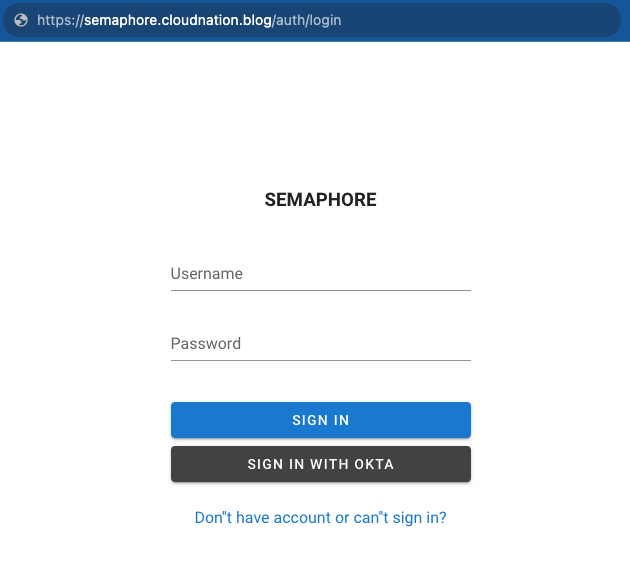 https://semaphore.cloudnation.blog/auth/login
SEMAPHORE
Username
Password
SIGN IN
SIGN IN WITH OKTA
Don"t have account or can"t sign in?